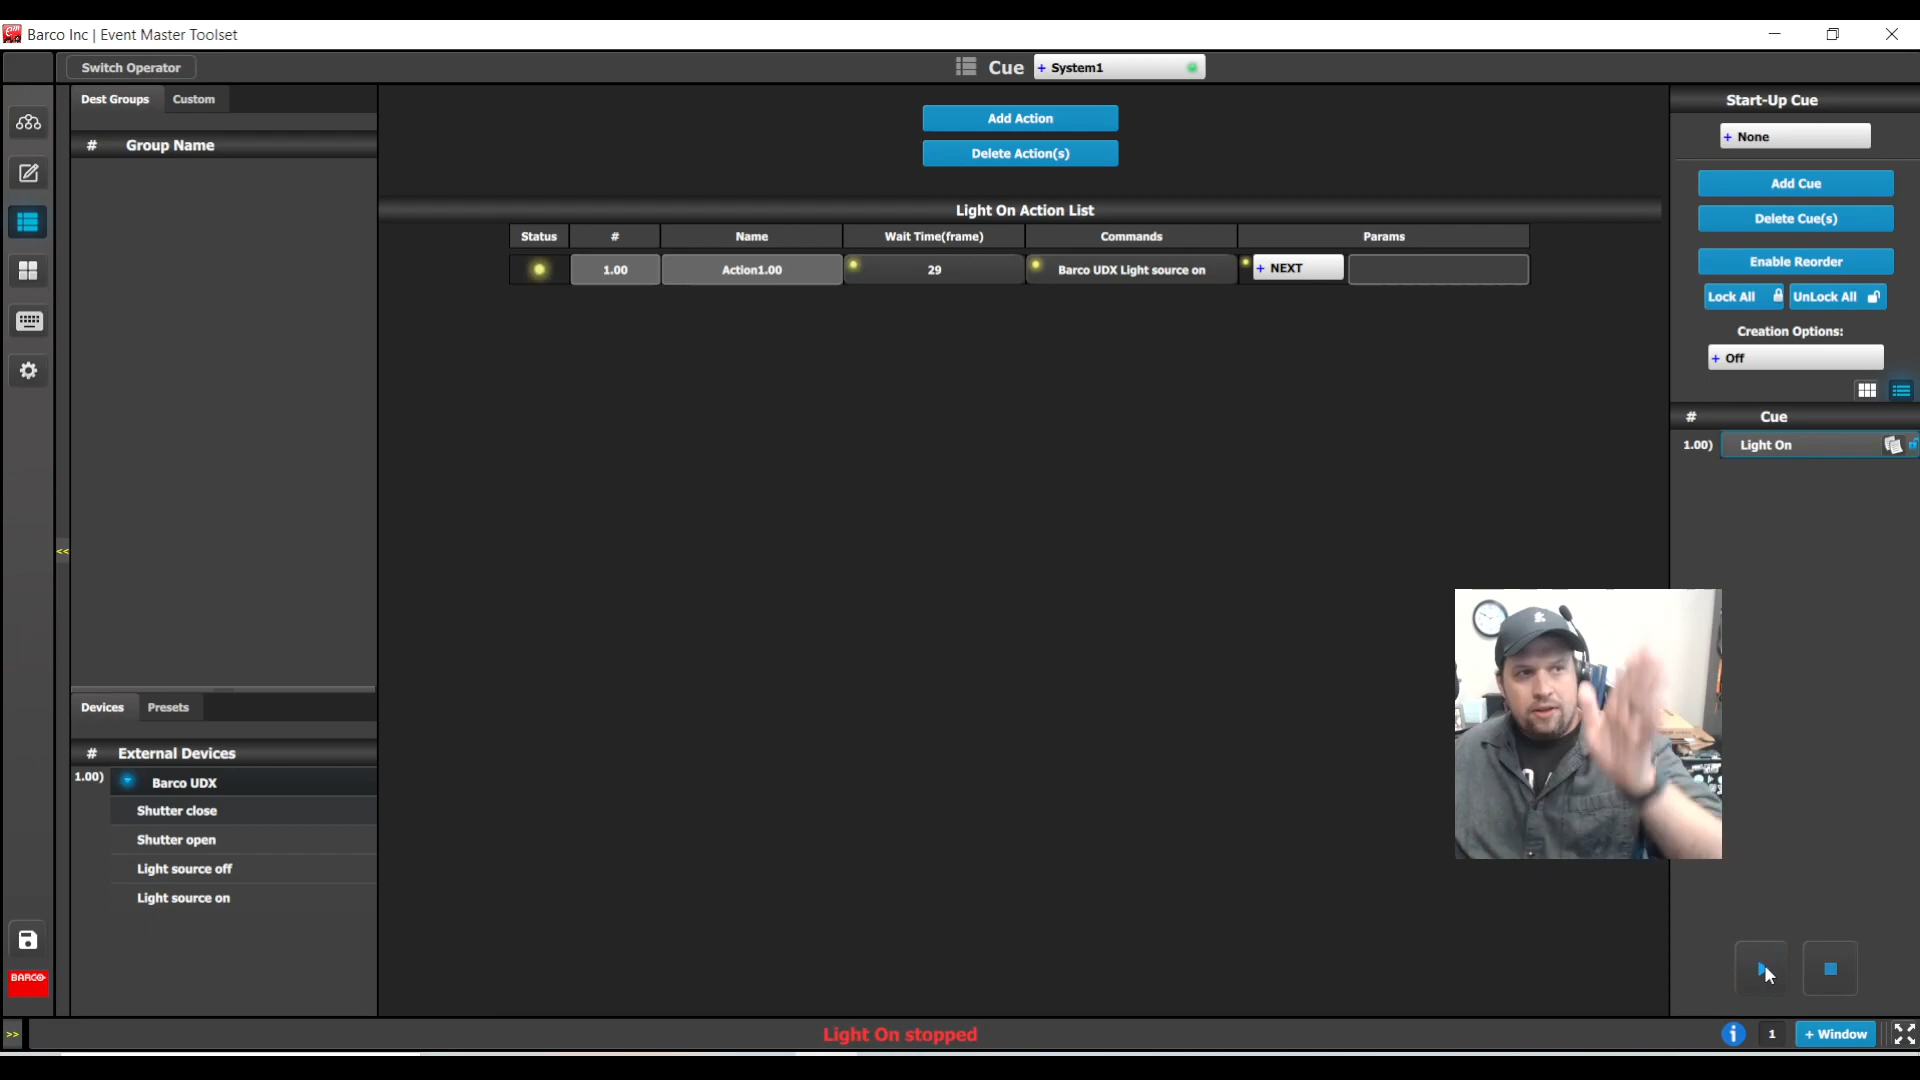 Barco Inc | Event Master Toolset
Switch Operator
Cue
+ System1
Dest Groups
Custom
# Group Name
Add Action
Delete Action(s)
Light On Action List
Status # Name Wait Time(frame) Commands Params
1.00 Action1.00 29 Barco UDX Light source on + NEXT
Start-Up Cue
+ None
Add Cue
Delete Cue(s)
Enable Reorder
Lock All
UnLock All
Creation Options:
+ Off
# Cue
1.00) Light On
<<
Devices
Presets
# External Devices
1.00) Barco UDX
Shutter close
Shutter open
Light source off
Light source on
BARCO
>>
Light On stopped
i
1
+ Window